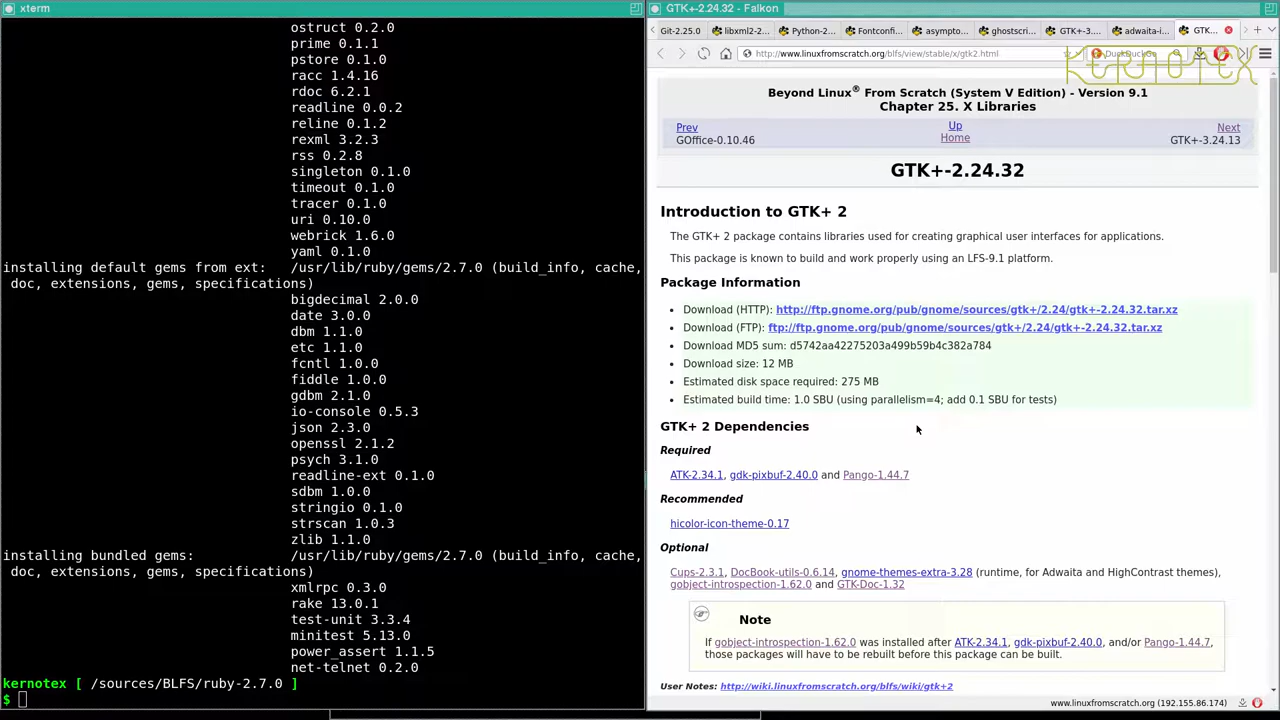 xterm
ostruct 0.2.0
prime 0.1.1
pstore 0.1.0
racc 1.4.16
rdoc 6.2.1
readline 0.0.2
reline 0.1.2
rexml 3.2.3
rss 0.2.8
singleton 0.1.0
timeout 0.1.0
tracer 0.1.0
uri 0.10.0
webrick 1.6.0
yaml 0.1.0
installing default gems from ext:   /usr/lib/ruby/gems/2.7.0 (build_info, cache,
doc, extensions, gems, specifications)
bigdecimal 2.0.0
date 3.0.0
dbm 1.1.0
etc 1.1.0
fcntl 1.0.0
fiddle 1.0.0
gdbm 2.1.0
io-console 0.5.3
json 2.3.0
openssl 2.1.2
psych 3.1.0
readline-ext 0.1.0
sdbm 1.0.0
stringio 0.1.0
strscan 1.0.3
zlib 1.1.0
installing bundled gems:            /usr/lib/ruby/gems/2.7.0 (build_info, cache,
doc, extensions, gems, specifications)
xmlrpc 0.3.0
rake 13.0.1
test-unit 3.3.4
minitest 5.13.0
power_assert 1.1.5
net-telnet 0.2.0
kernotex [ /sources/BLFS/ruby-2.7.0 ]
$
GTK+-2.24.32 - Falkon
Git-2.25.0 libxml2-2... Python-2... Fontconfi... asympto... ghostscri... GTK+-3.... adwaita-i... GTK...
http://www.linuxfromscratch.org/blfs/view/stable/x/gtk2.html DuckDuckGo
KERNOTEX
Beyond Linux® From Scratch (System V Edition) - Version 9.1
Chapter 25. X Libraries
Prev Up Next
GOffice-0.10.46 Home GTK+-3.24.13
GTK+-2.24.32
Introduction to GTK+ 2
The GTK+ 2 package contains libraries used for creating graphical user interfaces for applications.
This package is known to build and work properly using an LFS-9.1 platform.
Package Information
• Download (HTTP): http://ftp.gnome.org/pub/gnome/sources/gtk+/2.24/gtk+-2.24.32.tar.xz
• Download (FTP): ftp://ftp.gnome.org/pub/gnome/sources/gtk+/2.24/gtk+-2.24.32.tar.xz
• Download MD5 sum: d5742aa42275203a499b59b4c382a784
• Download size: 12 MB
• Estimated disk space required: 275 MB
• Estimated build time: 1.0 SBU (using parallelism=4; add 0.1 SBU for tests)
GTK+ 2 Dependencies
Required
ATK-2.34.1, gdk-pixbuf-2.40.0 and Pango-1.44.7
Recommended
hicolor-icon-theme-0.17
Optional
Cups-2.3.1, DocBook-utils-0.6.14, gnome-themes-extra-3.28 (runtime, for Adwaita and HighContrast themes),
gobject-introspection-1.62.0 and GTK-Doc-1.32
Note
If gobject-introspection-1.62.0 was installed after ATK-2.34.1, gdk-pixbuf-2.40.0, and/or Pango-1.44.7,
those packages will have to be rebuilt before this package can be built.
User Notes: http://wiki.linuxfromscratch.org/blfs/wiki/gtk+2
www.linuxfromscratch.org (192.155.86.174)